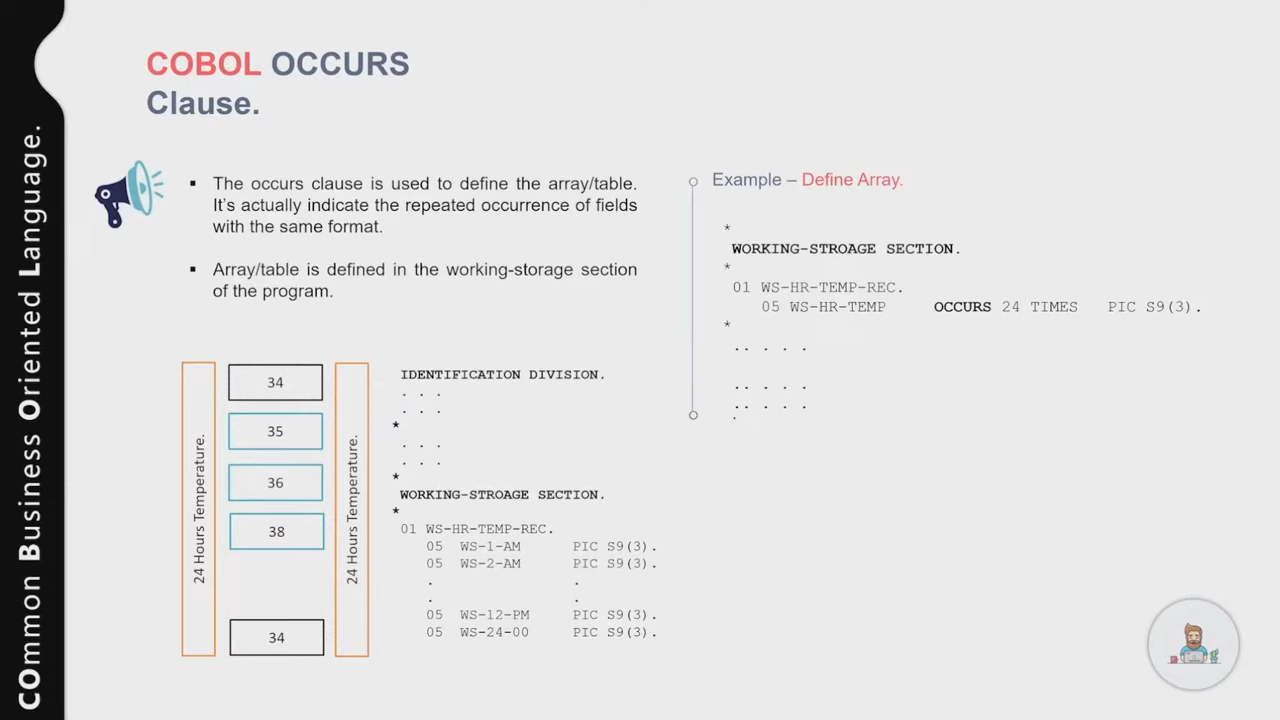 COmmon Business Oriented Language.
COBOL OCCURS
Clause.
▪ The occurs clause is used to define the array/table.
It's actually indicate the repeated occurrence of fields
with the same format.
▪ Array/table is defined in the working-storage section
of the program.
24 Hours Temperature.
34
35
36
38
34
24 Hours Temperature.
IDENTIFICATION DIVISION.
. . .
. . .
*
. . .
. . .
*
WORKING-STROAGE SECTION.
*
01 WS-HR-TEMP-REC.
05 WS-1-AM PIC S9(3).
05 WS-2-AM PIC S9(3).
. .
. .
05 WS-12-PM PIC S9(3).
05 WS-24-00 PIC S9(3).
Example – Define Array.
*
WORKING-STROAGE SECTION.
*
01 WS-HR-TEMP-REC.
05 WS-HR-TEMP OCCURS 24 TIMES PIC S9(3).
*
.. . . .
.. . . .
.. . . .
.